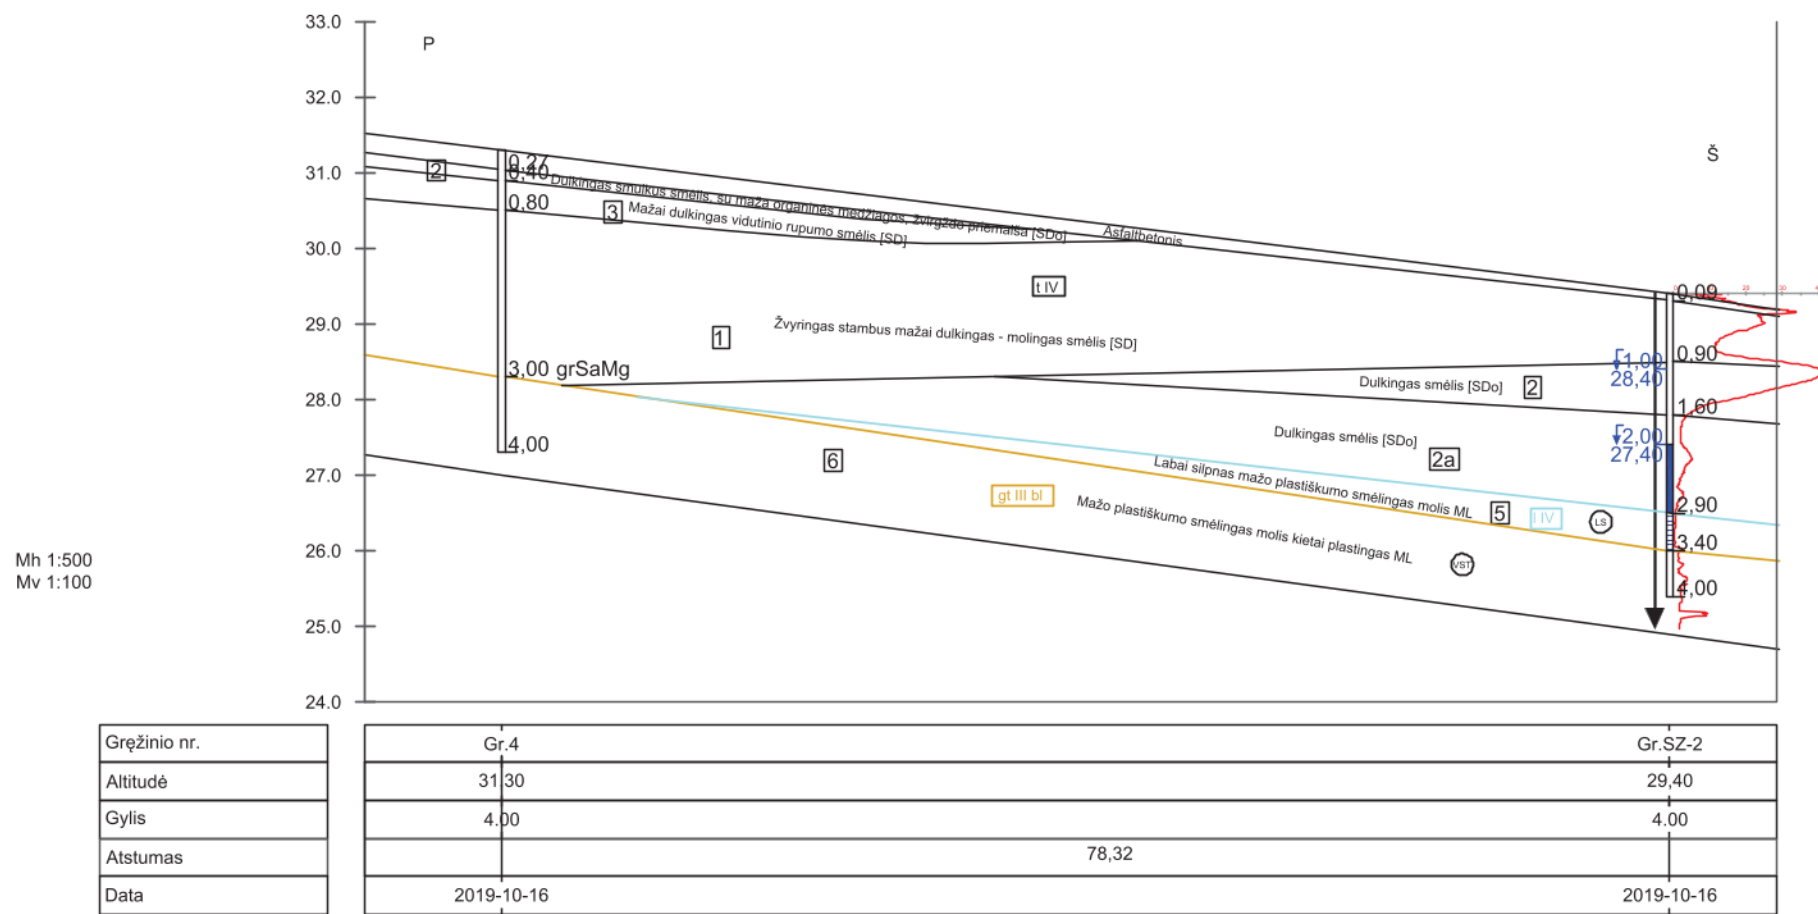 33.0
P
32.0
Š
31.0
2
0,27
0,40
Dulkingas smulkus smėlis, su maža organinės medžiagos, žvirgždo priemaiša [SDo]
0,80
3
Mažai dulkingas vidutinio rupumo smėlis [SD]
Asfaltbetonis
30.0
t IV
0,09
29.0
1
Žvyringas stambus mažai dulkingas - molingas smėlis [SD]
0,90
1,00
28,40
3,00 grSaMg
28.0
Dulkingas smėlis [SDo]
2
1,60
2,00
27,40
4,00
27.0
6
Dulkingas smėlis [SDo]
2a
Labai silpnas mažo plastiškumo smėlingas molis ML
gt III bl
Mažo plastiškumo smėlingas molis kietai plastingas ML
5
l IV
LS
2,90
26.0
3,40
VST
4,00
Mh 1:500
Mv 1:100
25.0
24.0
Gręžinio nr. Gr.4 Gr.SZ-2
Altitudė 31,30 29,40
Gylis 4.00 4.00
Atstumas 78,32
Data 2019-10-16 2019-10-16